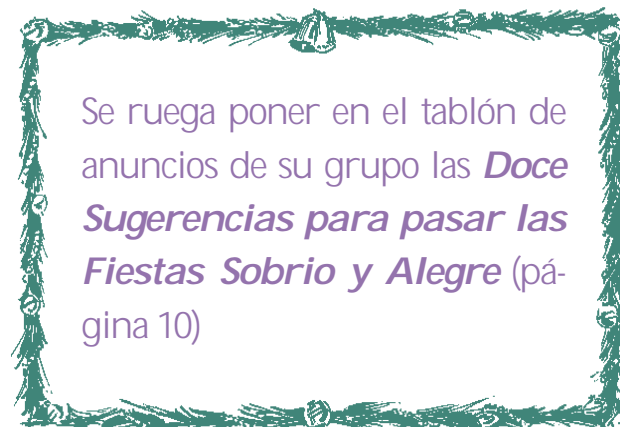 Se ruega poner en el tablón de
anuncios de su grupo las Doce
Sugerencias para pasar las
Fiestas Sobrio y Alegre (pá-
gina 10)